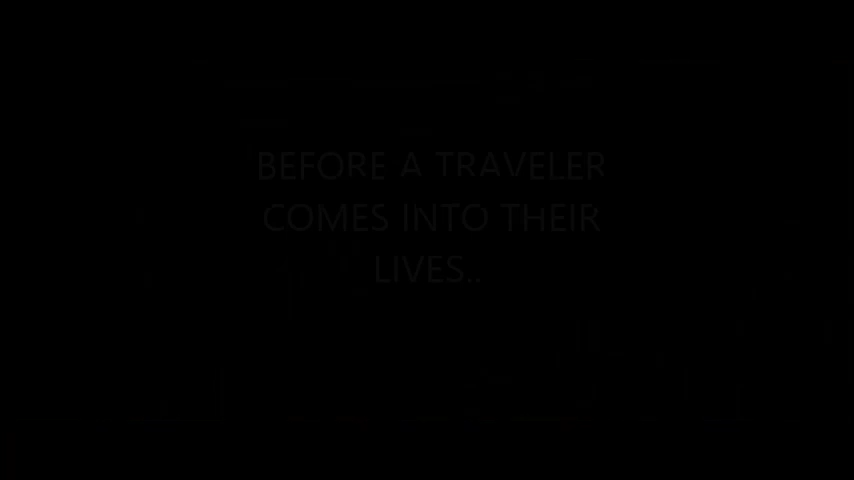 BEFORE A TRAVELER
COMES INTO THEIR
LIVES..